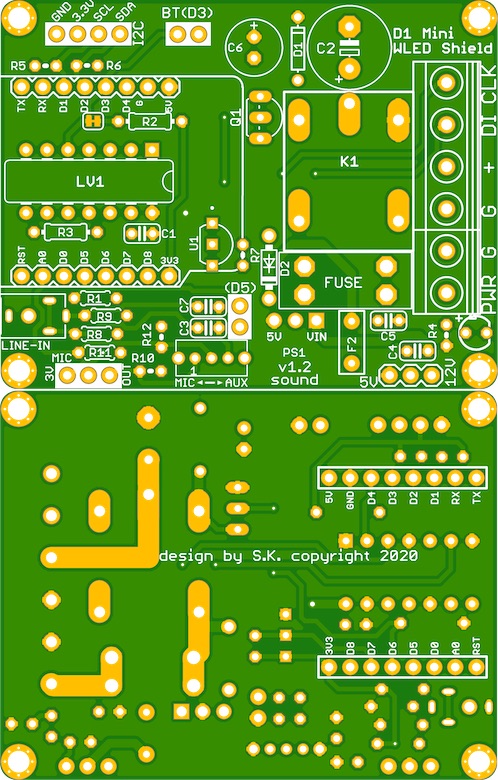 GND 3.3V SCL SDA
I2C
BT(D3)
D1 Mini
WLED Shield
C6
D1
C2
R5
R6
TX RX D1 D2 D3 D4 G 5V
R2
Q1
K1
CLK
DI
+
G
G
PWR
LV1
R3
C1
U1
R7
D2
RST A0 D0 D5 D6 D7 D8 3V3
FUSE
(D5)
R1
R9
R8
R11
C7
C3
R12
R10
LINE-IN
MIC
3V
OUT
1
MIC AUX
5V
VIN
PS1
v1.2
sound
F2
C5
R4
C4
+
5V
12V
5V GND D4 D3 D2 D1 RX TX
design by S.K. copyright 2020
3V3 D8 D7 D6 D5 D0 A0 RST